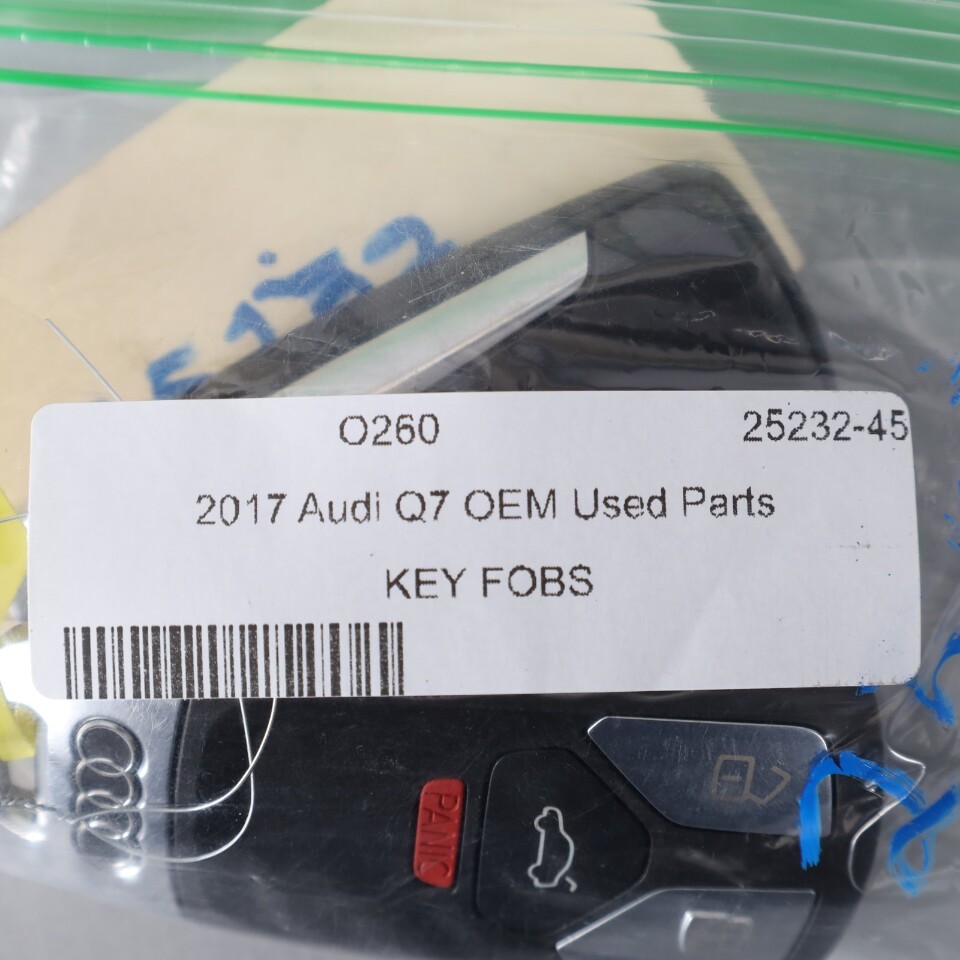 O260 25232-45
2017 Audi Q7 OEM Used Parts
KEY FOBS
PANIC